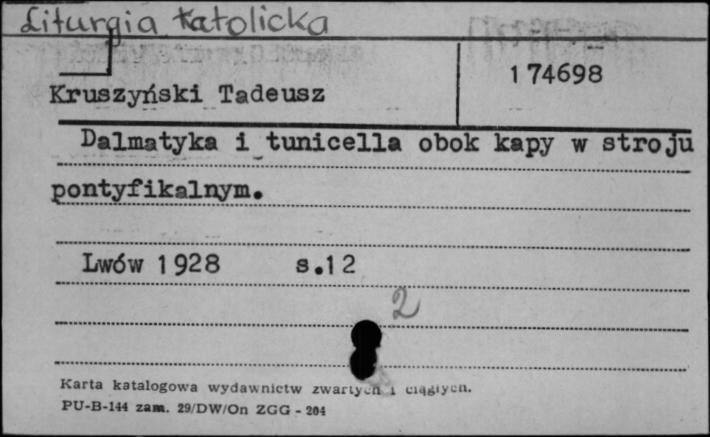 Liturgia katolicka
174698
Kruszyński Tadeusz
Dalmatyka i tunicella obok kapy w stroju
pontyfikalnym.
Lwów 1928 s.12
2
Karta katalogowa wydawnictw zwartych i ciągłych.
PU-B-144 zam. 29/DW/On ZGG - 204